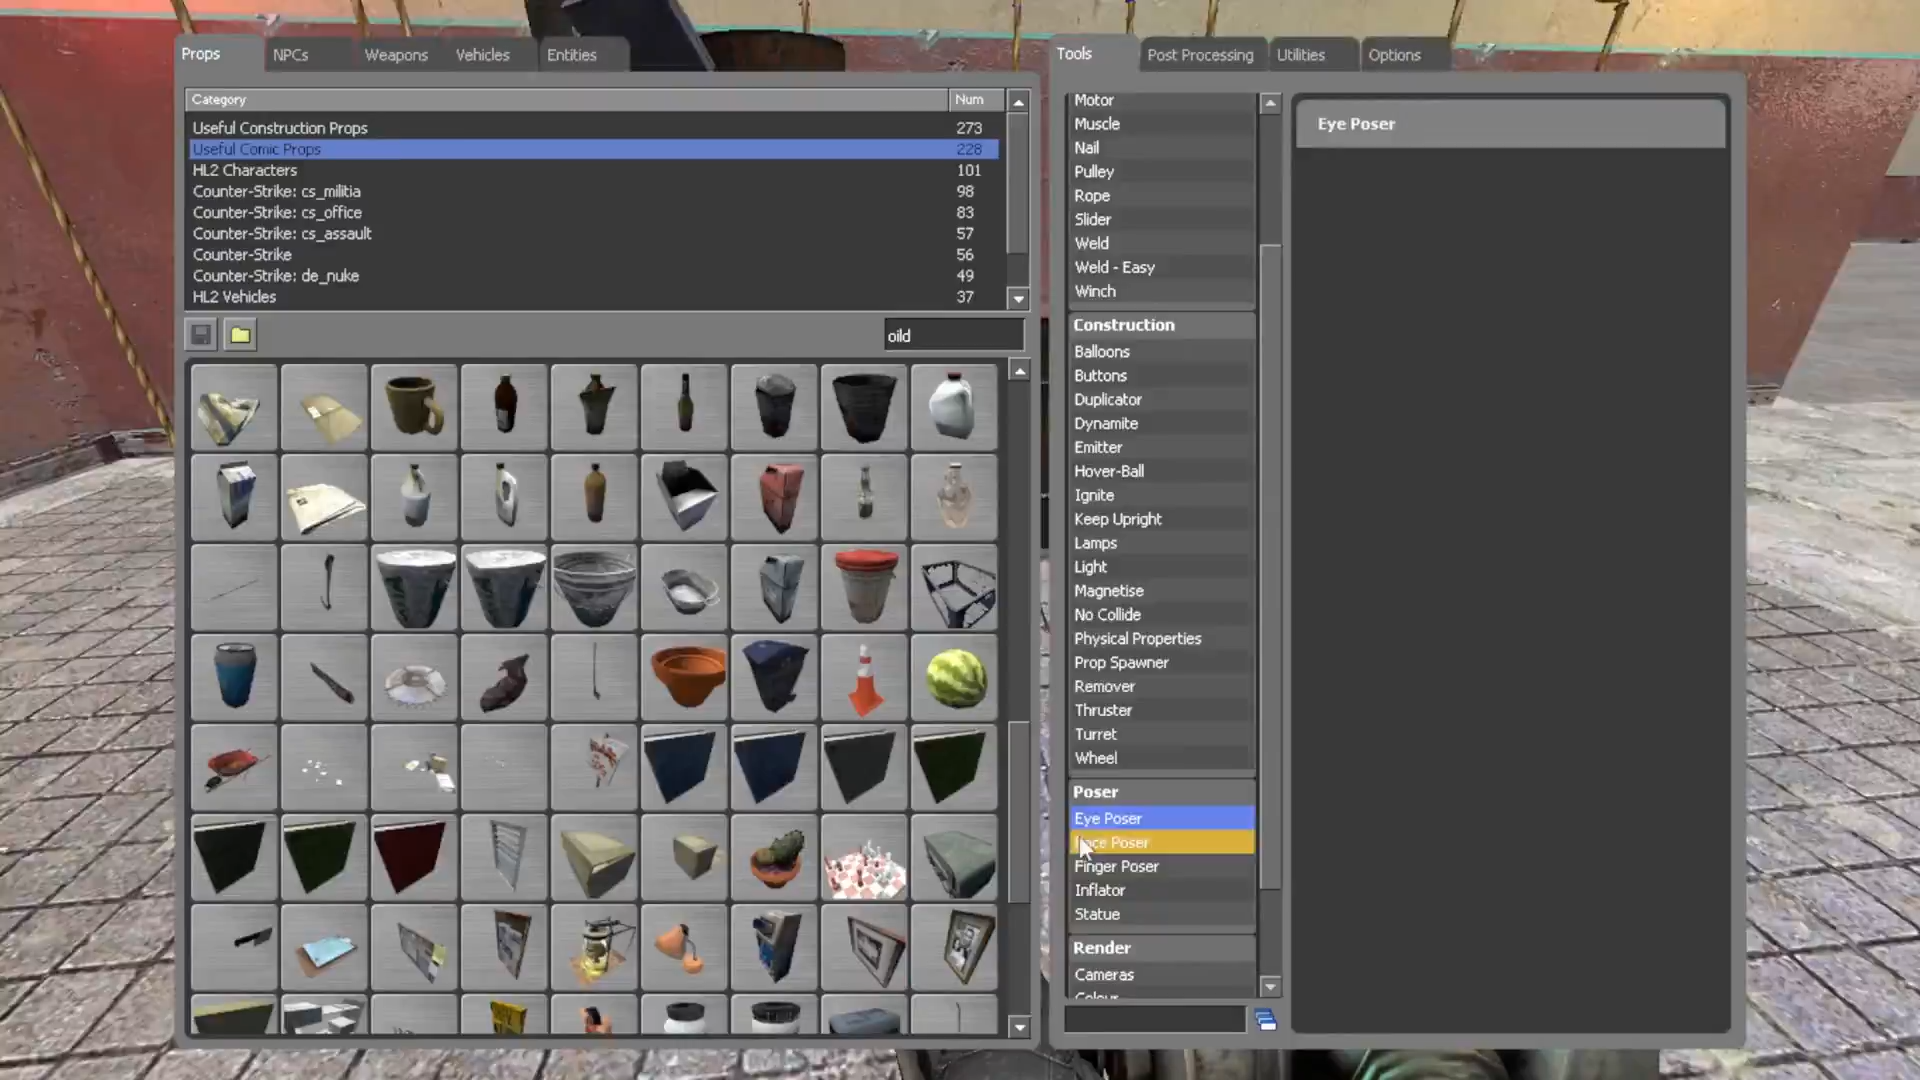 Props
NPCs
Weapons
Vehicles
Entities
Category
Num
Useful Construction Props 273
Useful Comic Props 228
HL2 Characters 101
Counter-Strike: cs_militia 98
Counter-Strike: cs_office 83
Counter-Strike: cs_assault 57
Counter-Strike 56
Counter-Strike: de_nuke 49
HL2 Vehicles 37
oild
Tools
Post Processing
Utilities
Options
Motor
Muscle
Nail
Pulley
Rope
Slider
Weld
Weld - Easy
Winch
Construction
Balloons
Buttons
Duplicator
Dynamite
Emitter
Hover-Ball
Ignite
Keep Upright
Lamps
Light
Magnetise
No Collide
Physical Properties
Prop Spawner
Remover
Thruster
Turret
Wheel
Poser
Eye Poser
Face Poser
Finger Poser
Inflator
Statue
Render
Cameras
Colour
Eye Poser